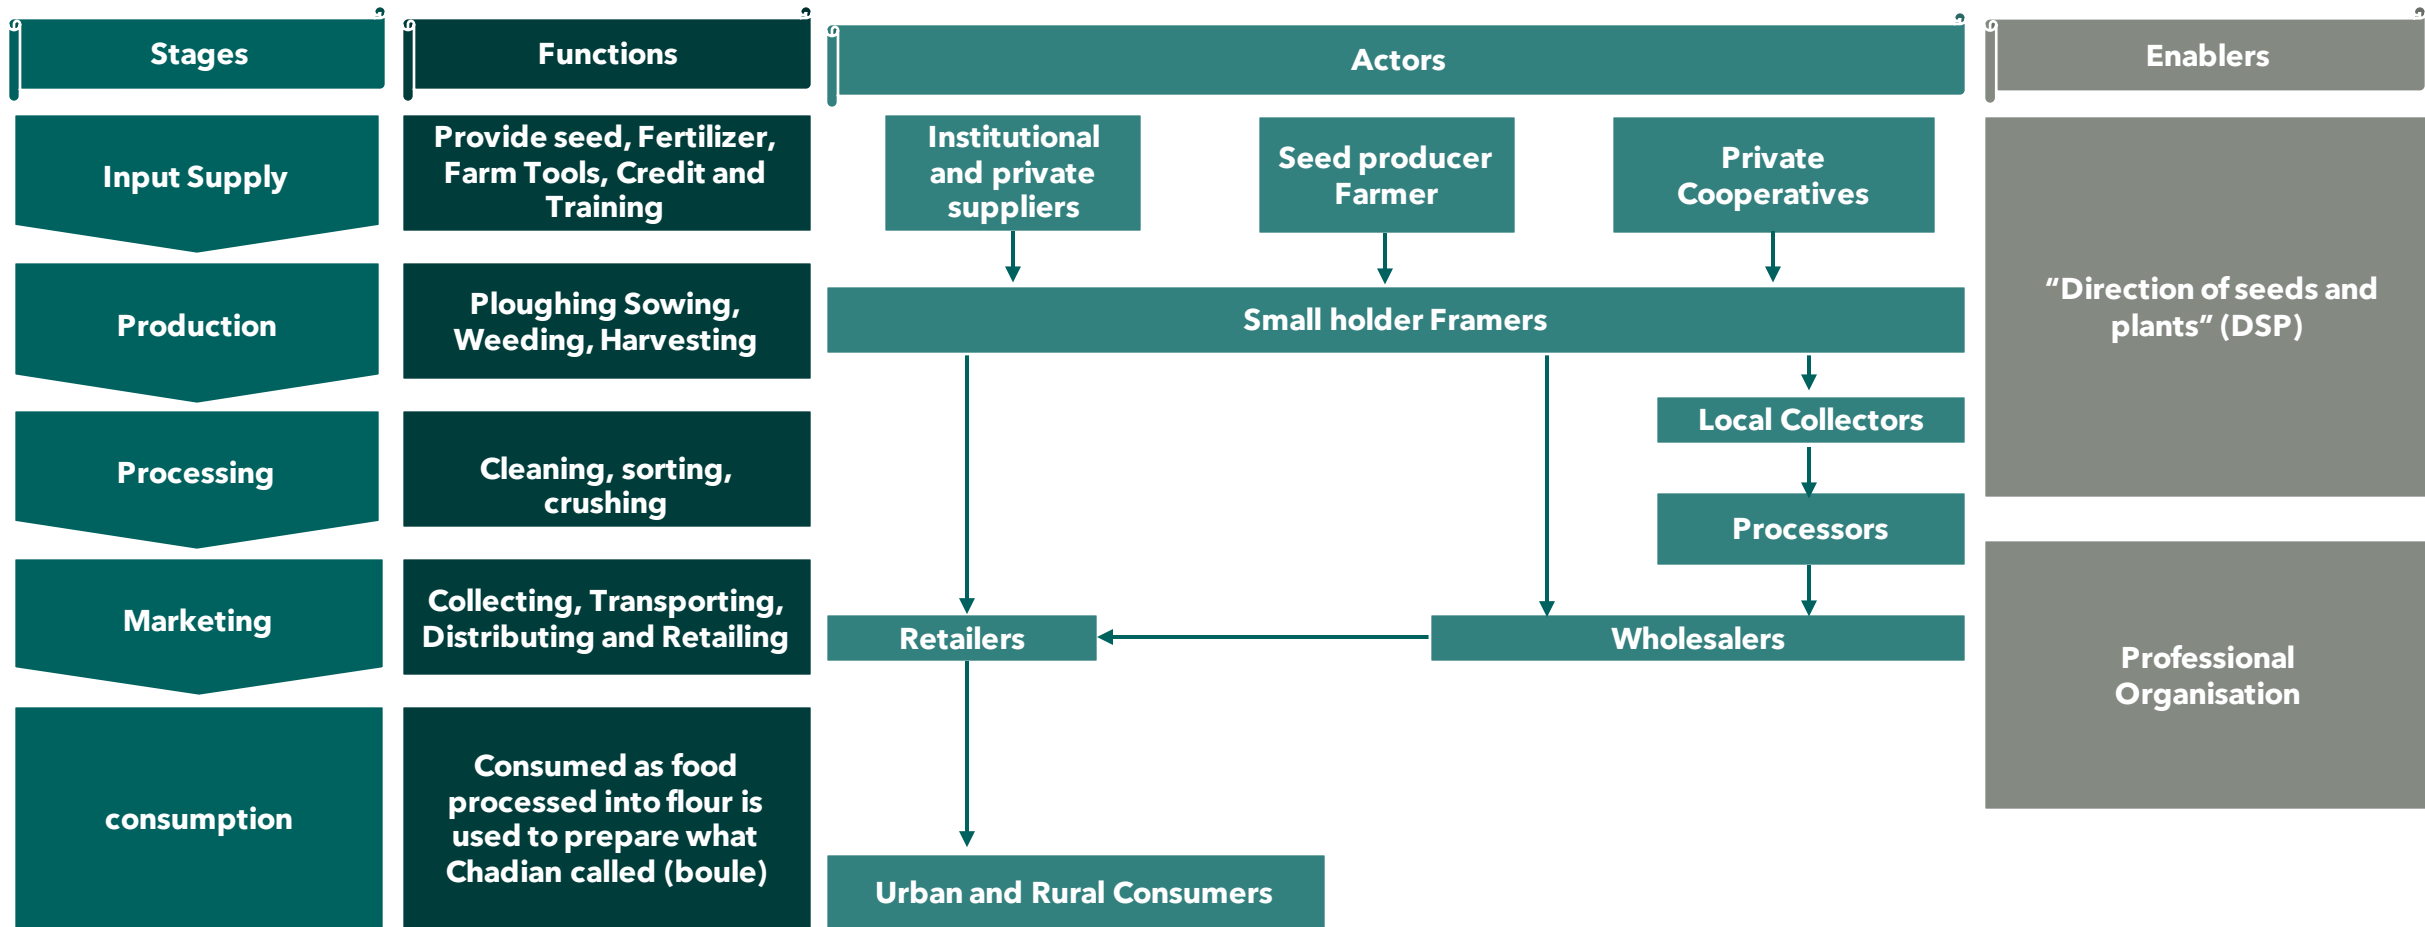 Stages
Functions
Actors
Enablers
Input Supply
Provide seed, Fertilizer,
Farm Tools, Credit and
Training
Institutional
and private
suppliers
Seed producer
Farmer
Private
Cooperatives
"Direction of seeds and
plants" (DSP)
Production
Ploughing Sowing,
Weeding, Harvesting
Small holder Framers
Processing
Cleaning, sorting,
crushing
Local Collectors
Processors
Marketing
Collecting, Transporting,
Distributing and Retailing
Retailers
Wholesalers
Professional
Organisation
consumption
Consumed as food
processed into flour is
used to prepare what
Chadian called (boule)
Urban and Rural Consumers